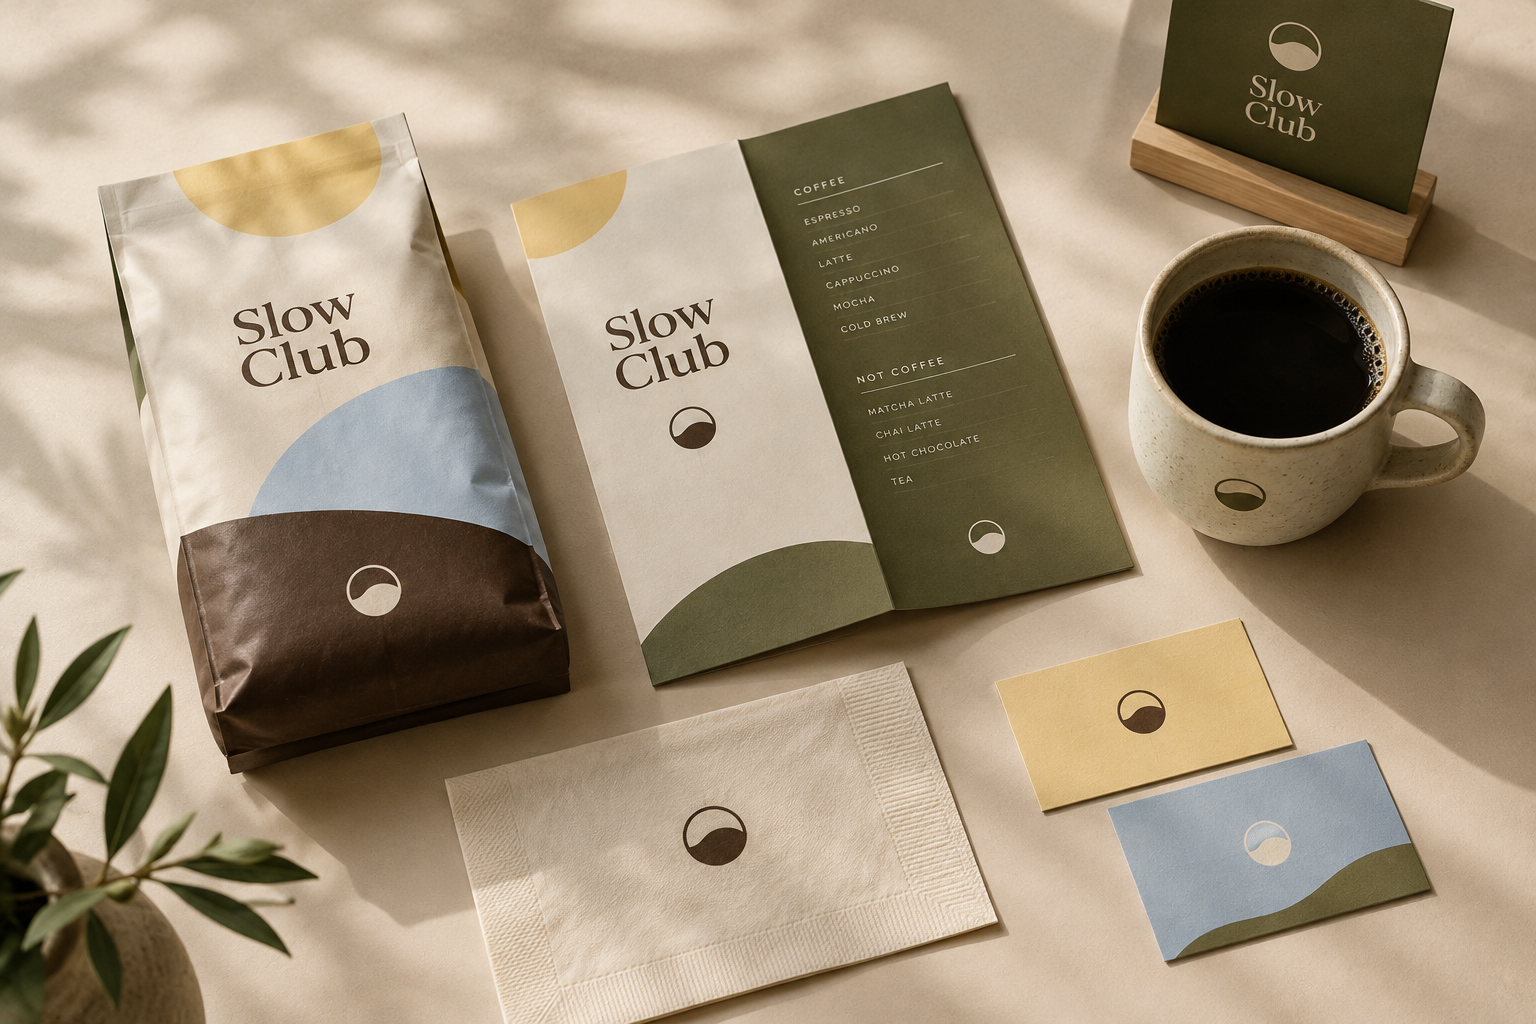 Slow
Club
Slow
Club
COFFEE
ESPRESSO
AMERICANO
LATTE
CAPPUCCINO
MOCHA
COLD BREW
NOT COFFEE
MATCHA LATTE
CHAI LATTE
HOT CHOCOLATE
TEA
Slow
Club